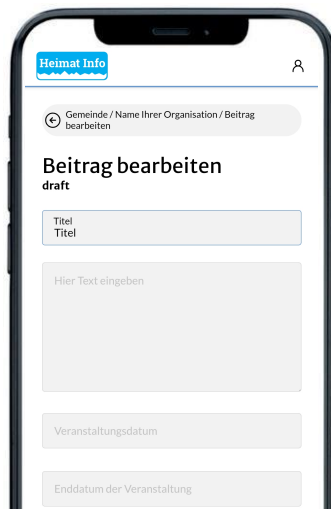 Heimat Info
Gemeinde / Name Ihrer Organisation / Beitrag
bearbeiten
Beitrag bearbeiten
draft
Titel
Titel
Hier Text eingeben
Veranstaltungsdatum
Enddatum der Veranstaltung